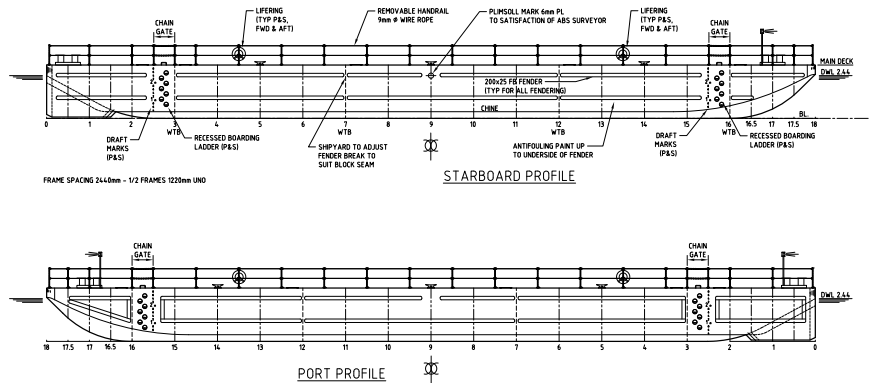 CHAIN
GATE
LIFERING
(TYP P&S,
FWD & AFT)
REMOVABLE HANDRAIL
9mm Ø WIRE ROPE
PLIMSOLL MARK 6mm PL
TO SATISFACTION OF ABS SURVEYOR
LIFERING
(TYP P&S,
FWD & AFT)
CHAIN
GATE
MAIN DECK
DWL 2.44
200x25 FB FENDER
(TYP FOR ALL FENDERING)
CHINE
BL.
0 1 2 3 4 5 6 7 8 9 10 11 12 13 14 15 16 16.5 17 17.5 18
WTB WTB WTB WTB
DRAFT
MARKS
(P&S)
RECESSED BOARDING
LADDER (P&S)
SHIPYARD TO ADJUST
FENDER BREAK TO
SUIT BLOCK SEAM
ANTIFOULING PAINT UP
TO UNDERSIDE OF FENDER
DRAFT
MARKS
(P&S)
RECESSED BOARDING
LADDER (P&S)
FRAME SPACING 2440mm - 1/2 FRAMES 1220mm UNO
STARBOARD PROFILE
CHAIN
GATE
CHAIN
GATE
DWL 2.44
18 17.5 17 16.5 16 15 14 13 12 11 10 9 8 7 6 5 4 3 2 1 0
PORT PROFILE